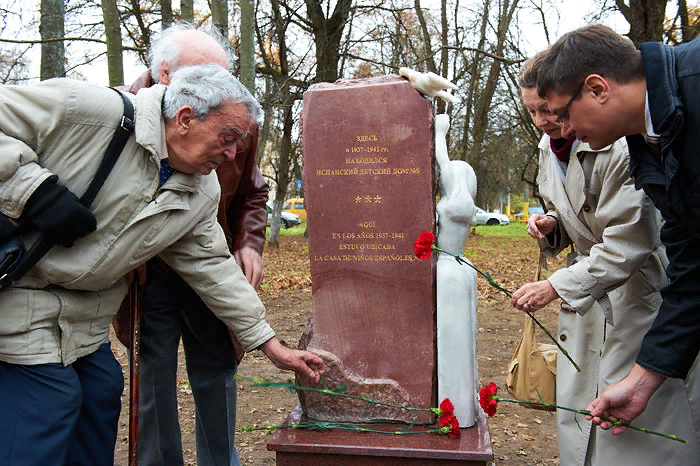 ЗДЕСЬ
в 1937-1941 гг.
НАХОДИЛСЯ
ИСПАНСКИЙ ДЕТСКИЙ ДОМ №5
***
AQUÍ
EN LOS AÑOS 1937-1941
ESTUVO UBICADA
LA CASA DE NIÑOS ESPAÑOLES